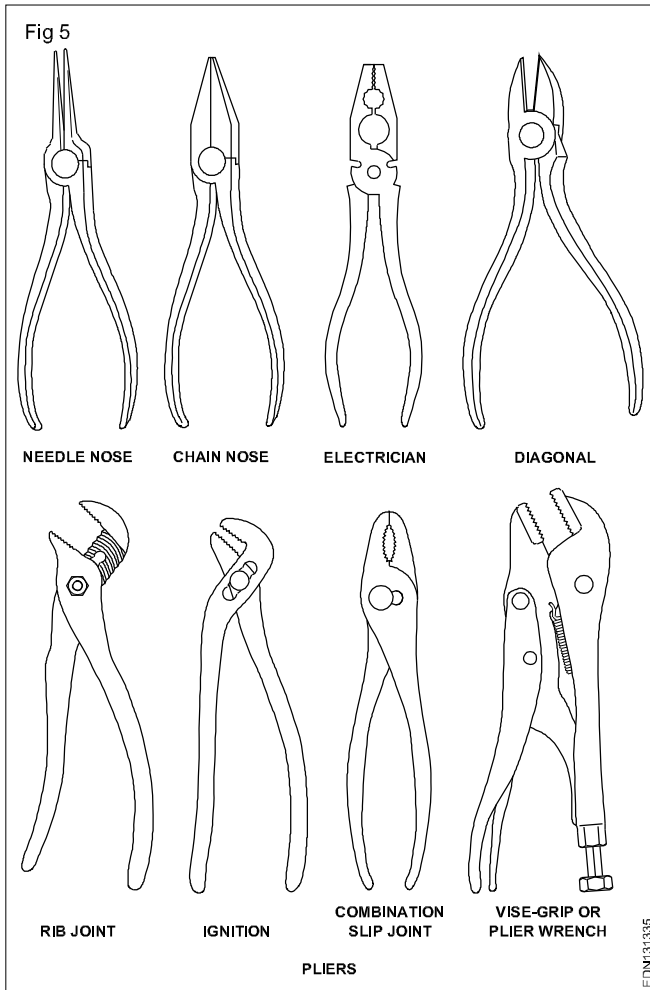 Fig 5
NEEDLE NOSE
CHAIN NOSE
ELECTRICIAN
DIAGONAL
RIB JOINT
IGNITION
COMBINATION
SLIP JOINT
VISE-GRIP OR
PLIER WRENCH
PLIERS
EDN131335